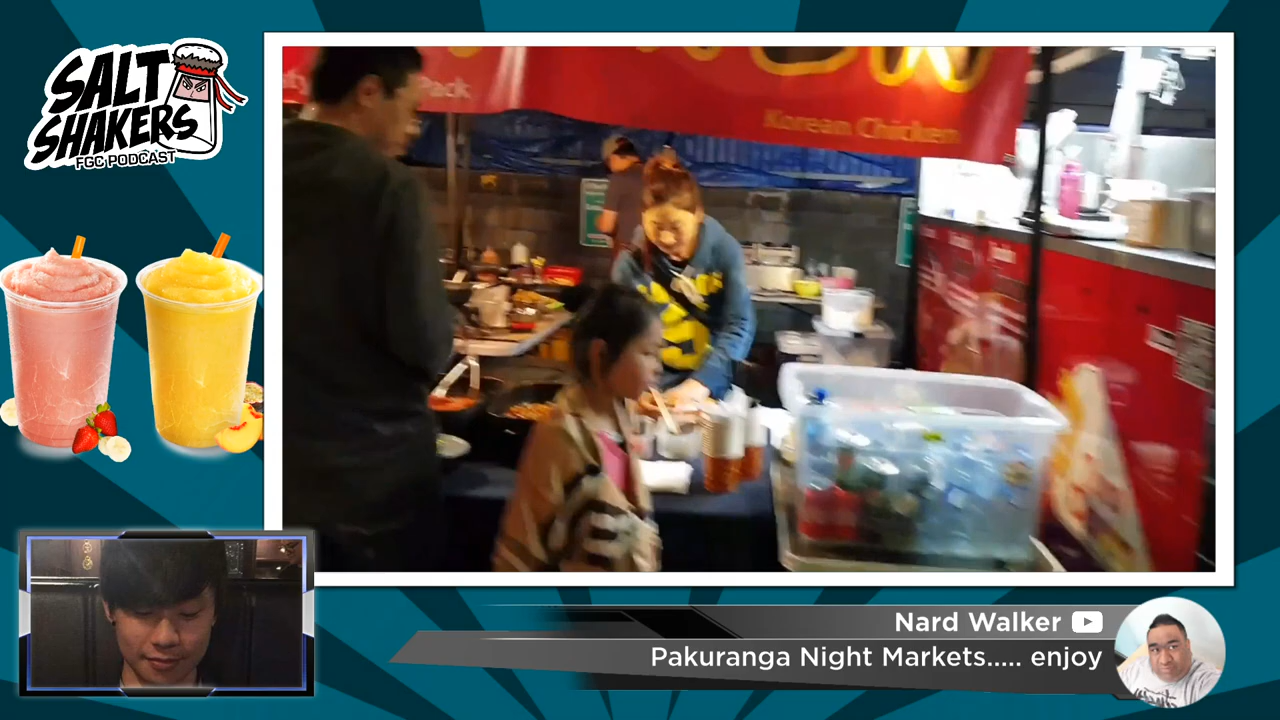 SALT
SHAKERS
FGC PODCAST
Pack
Korean Chicken
Nard Walker
Pakuranga Night Markets..... enjoy